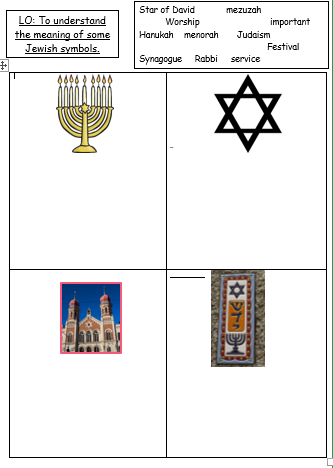 LO: To understand
the meaning of some
Jewish symbols.
Star of David mezuzah
Worship important
Hanukah menorah Judaism
Festival
Synagogue Rabbi service